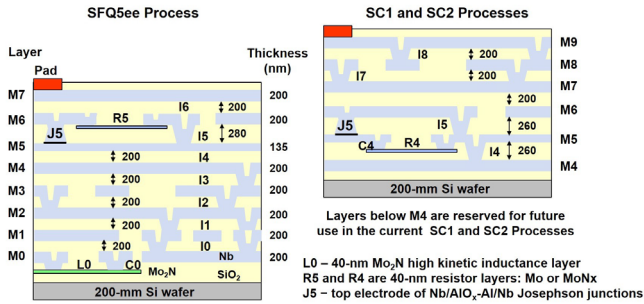 SFQ5ee Process
SC1 and SC2 Processes
Layer
Thickness
(nm)
Pad
M7
200
I6
200
M6
R5
200
J5
I5
280
M5
135
200
I4
M4
200
200
I3
M3
200
200
I2
M2
200
200
I1
M1
200
200
I0
M0
Nb
200
L0
C0
Mo₂N
SiO₂
200-mm Si wafer
M9
I8
200
M8
I7
200
M7
200
M6
J5
I5
260
M5
C4
R4
I4
260
M4
200-mm Si wafer
Layers below M4 are reserved for future
use in the current SC1 and SC2 Processes
L0 – 40-nm Mo₂N high kinetic inductance layer
R5 and R4 are 40-nm resistor layers: Mo or MoNx
J5 – top electrode of Nb/AlOₓ-Al/Nb Josephson junctions